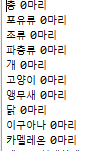 총 0마리
포유류 0마리
조류 0마리
파충류 0마리
개 0마리
고양이 0마리
앵무새 0마리
닭 0마리
이구아나 0마리
카멜레온 0마리